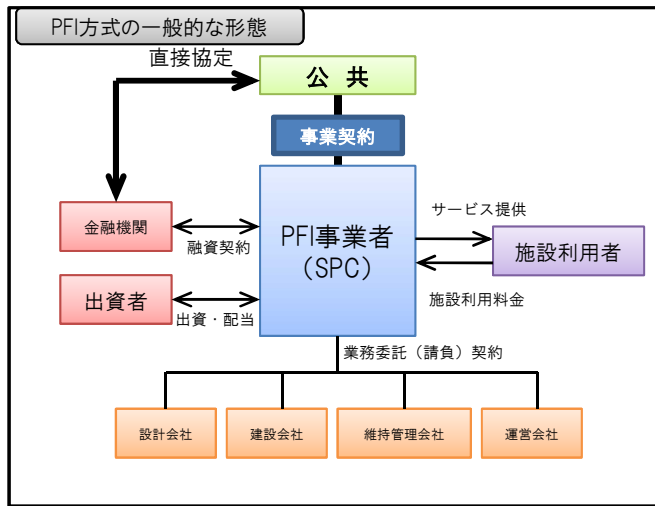 PFI方式の一般的な形態
直接協定
公 共
事業契約
金融機関
融資契約
PFI事業者
(SPC)
サービス提供
施設利用者
施設利用料金
出資者
出資・配当
業務委託(請負)契約
設計会社
建設会社
維持管理会社
運営会社